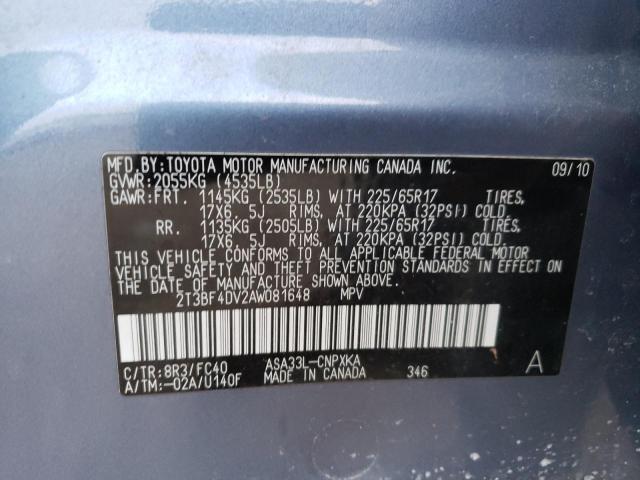 MFD.BY:TOYOTA MOTOR MANUFACTURING CANADA INC. 09/10
GVWR:2055KG (4535LB)
GAWR:FRT. 1145KG (2535LB) WITH 225/65R17 TIRES,
17X6.5J RIMS, AT 220KPA (32PSI) COLD
RR. 1135KG (2505LB) WITH 225/65R17 TIRES,
17X6.5J RIMS, AT 220KPA (32PSI) COLD.
THIS VEHICLE CONFORMS TO ALL APPLICABLE FEDERAL MOTOR
VEHICLE SAFETY AND THEFT PREVENTION STANDARDS IN EFFECT ON
THE DATE OF MANUFACTURE SHOWN ABOVE.
2T3BF4DV2AW081648 MPV
C/TR:8R3/FC40 ASA33L-CNPXKA A
A/TM:-02A/U140F MADE IN CANADA 346